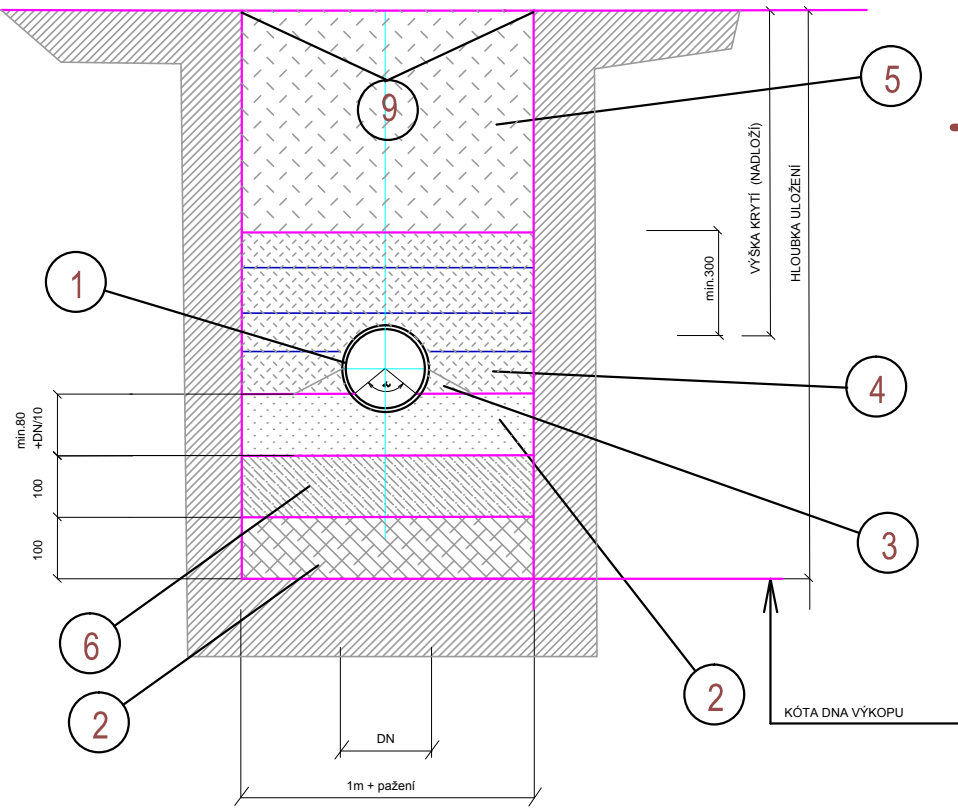 5
9
VÝŠKA KRYTÍ (NADLOŽÍ)
HLOUBKA ULOŽENÍ
min.300
1
4
min.80
+DN/10
100
3
100
6
2
2
KÓTA DNA VÝKOPU
DN
1m + pažení